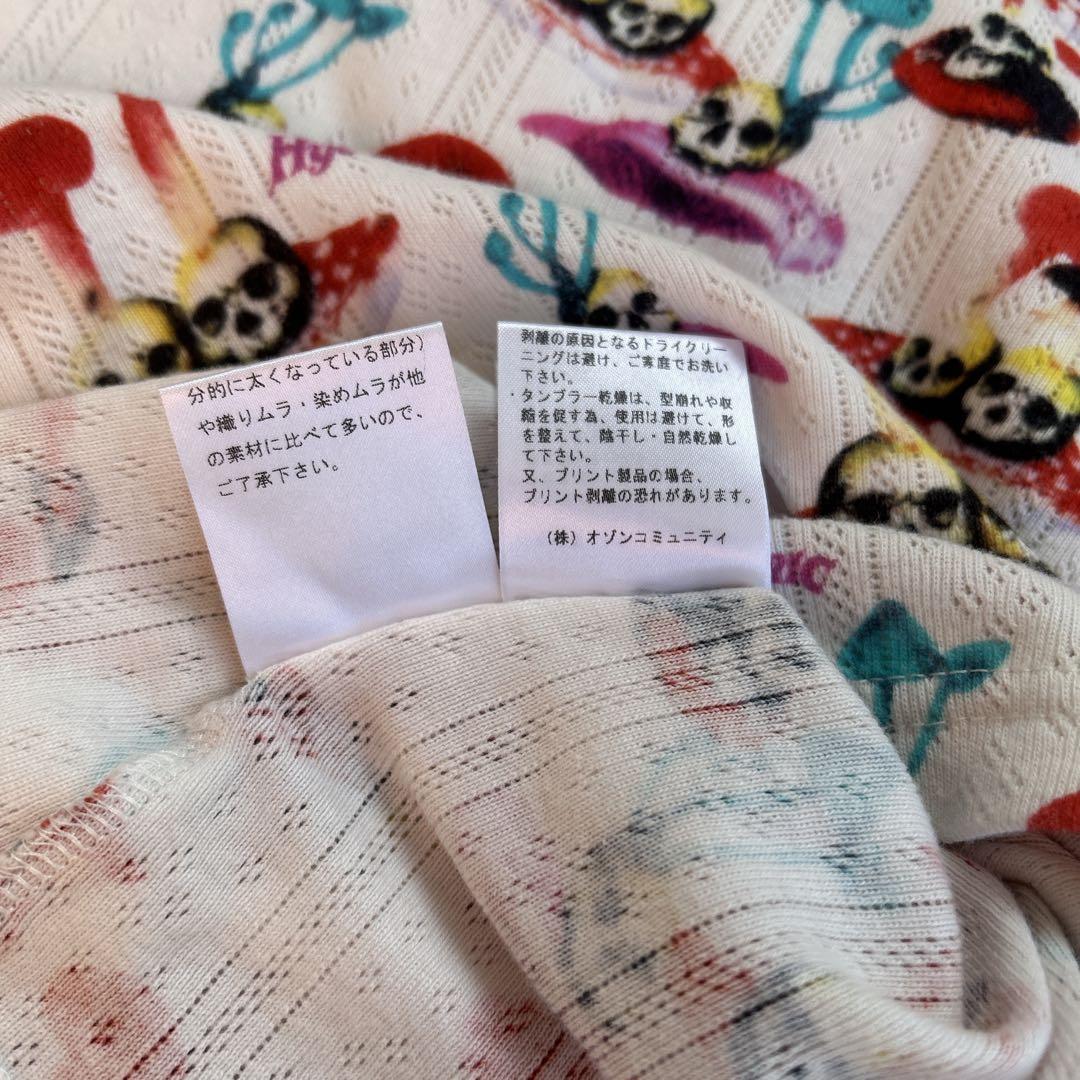 分的に太くなっている部分)
や織りムラ・染めムラが他
の素材に比べて多いので、
ご了承下さい。
剥離の原因となるドライクリー
ニングは避け、ご家庭でお洗い
下さい。
・タンブラー乾燥は、型崩れや収
縮を促す為、使用は避けて、形
を整えて、陰干し・自然乾燥し
て下さい。
又、プリント製品の場合、
プリント剥離の恐れがあります。
(株)オゾンコミュニティ